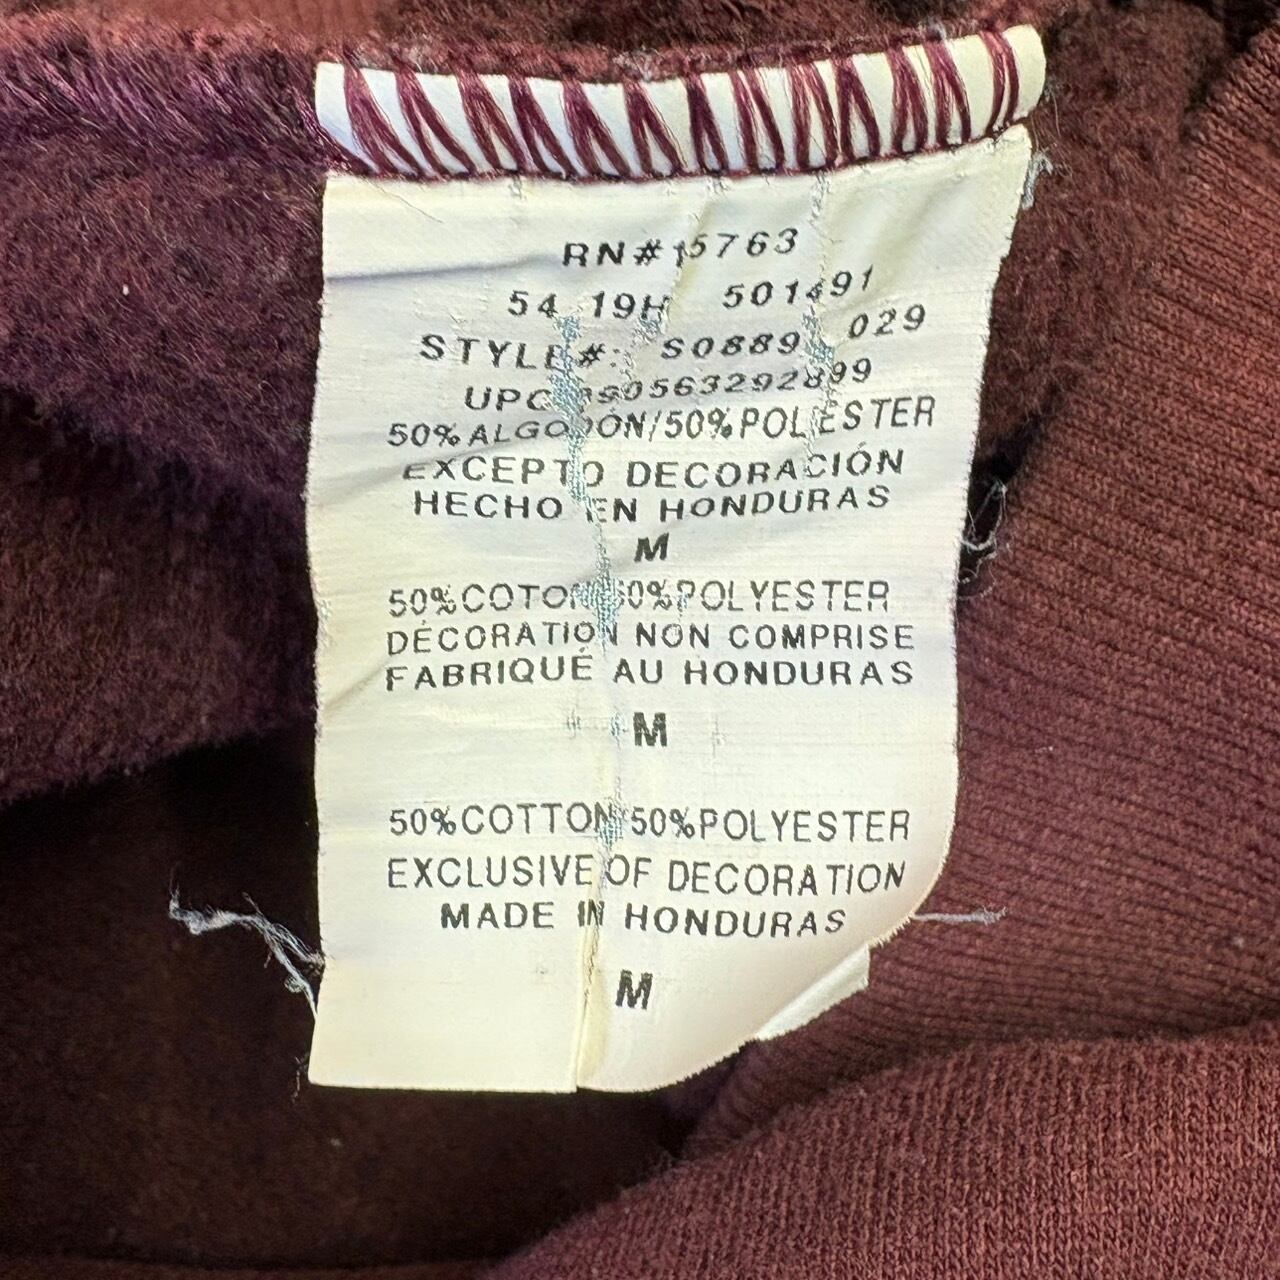 RN#15763
54 19H 501491
STYLE#: S0889 029
UPC
50%ALGODÓN/50%POLIESTER
EXCEPTO DECORACIÓN
HECHO EN HONDURAS
M
50%COTON/50%POLYESTER
DÉCORATION NON COMPRISE
FABRIQUÉ AU HONDURAS
M
50%COTTON/50%POLYESTER
EXCLUSIVE OF DECORATION
MADE IN HONDURAS
M